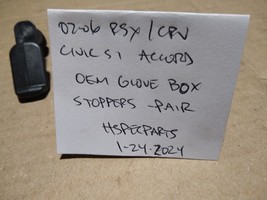 02-06 RSX/CRV
CIVIC SI ACCORD
OEM GLOVE BOX
STOPPERS -PAIR
HSPECPARTS
1-24-2024